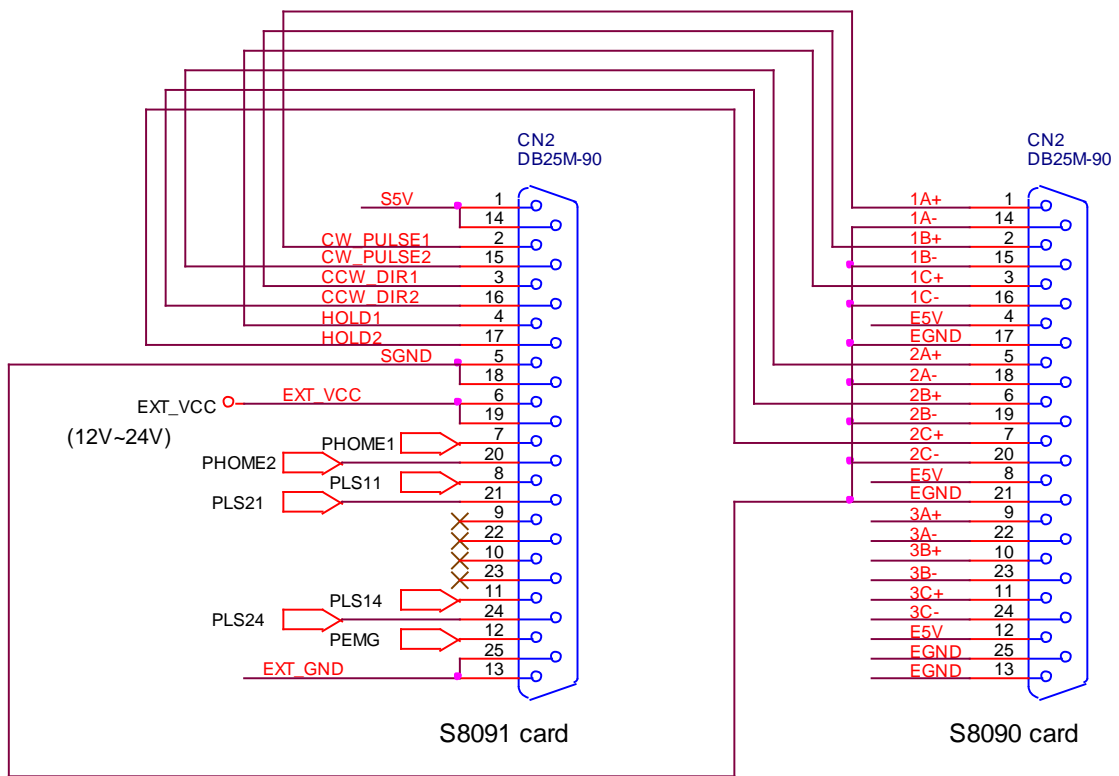 CN2
DB25M-90
CN2
DB25M-90
S5V 1
14
CW_PULSE1 2
CW_PULSE2 15
CCW_DIR1 3
CCW_DIR2 16
HOLD1 4
HOLD2 17
SGND 5
18
EXT_VCC EXT_VCC 6
(12V~24V)
19
PHOME1 7
PHOME2 20
PLS11 8
PLS21 21
9
22
10
23
PLS14 11
PLS24 24
PEMG 12
25
EXT_GND 13
S8091 card
1A+ 1
1A- 14
1B+ 2
1B- 15
1C+ 3
1C- 16
E5V 4
EGND 17
2A+ 5
2A- 18
2B+ 6
2B- 19
2C+ 7
2C- 20
E5V 8
EGND 21
3A+ 9
3A- 22
3B+ 10
3B- 23
3C+ 11
3C- 24
E5V 12
EGND 25
EGND 13
S8090 card